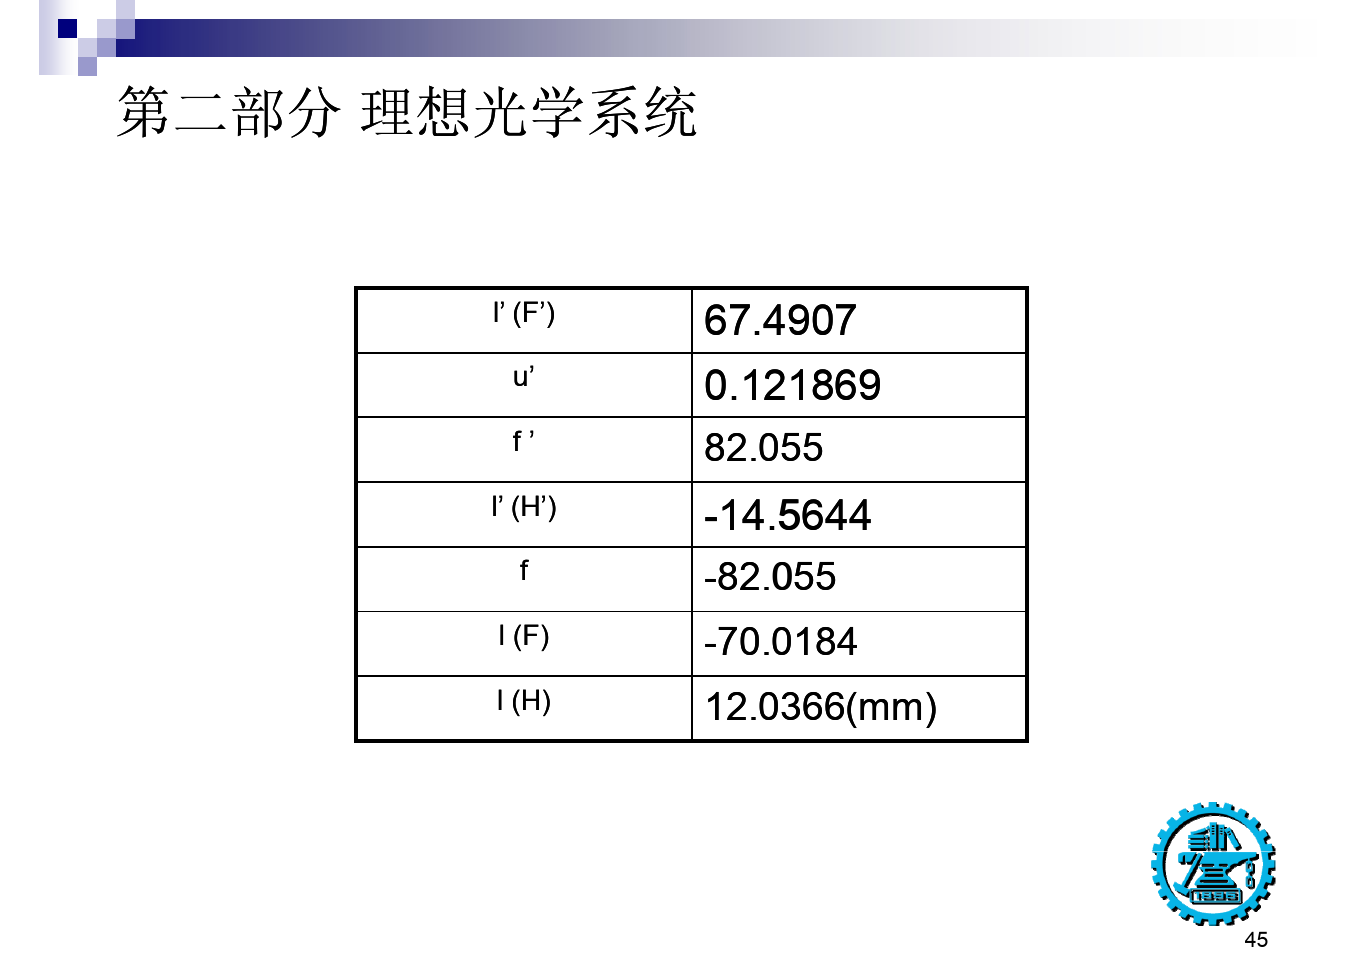 第二部分 理想光学系统
l’ (F’) 67.4907
u’ 0.121869
f ’ 82.055
l’ (H’) -14.5644
f -82.055
l (F) -70.0184
l (H) 12.0366(mm)
1896
45